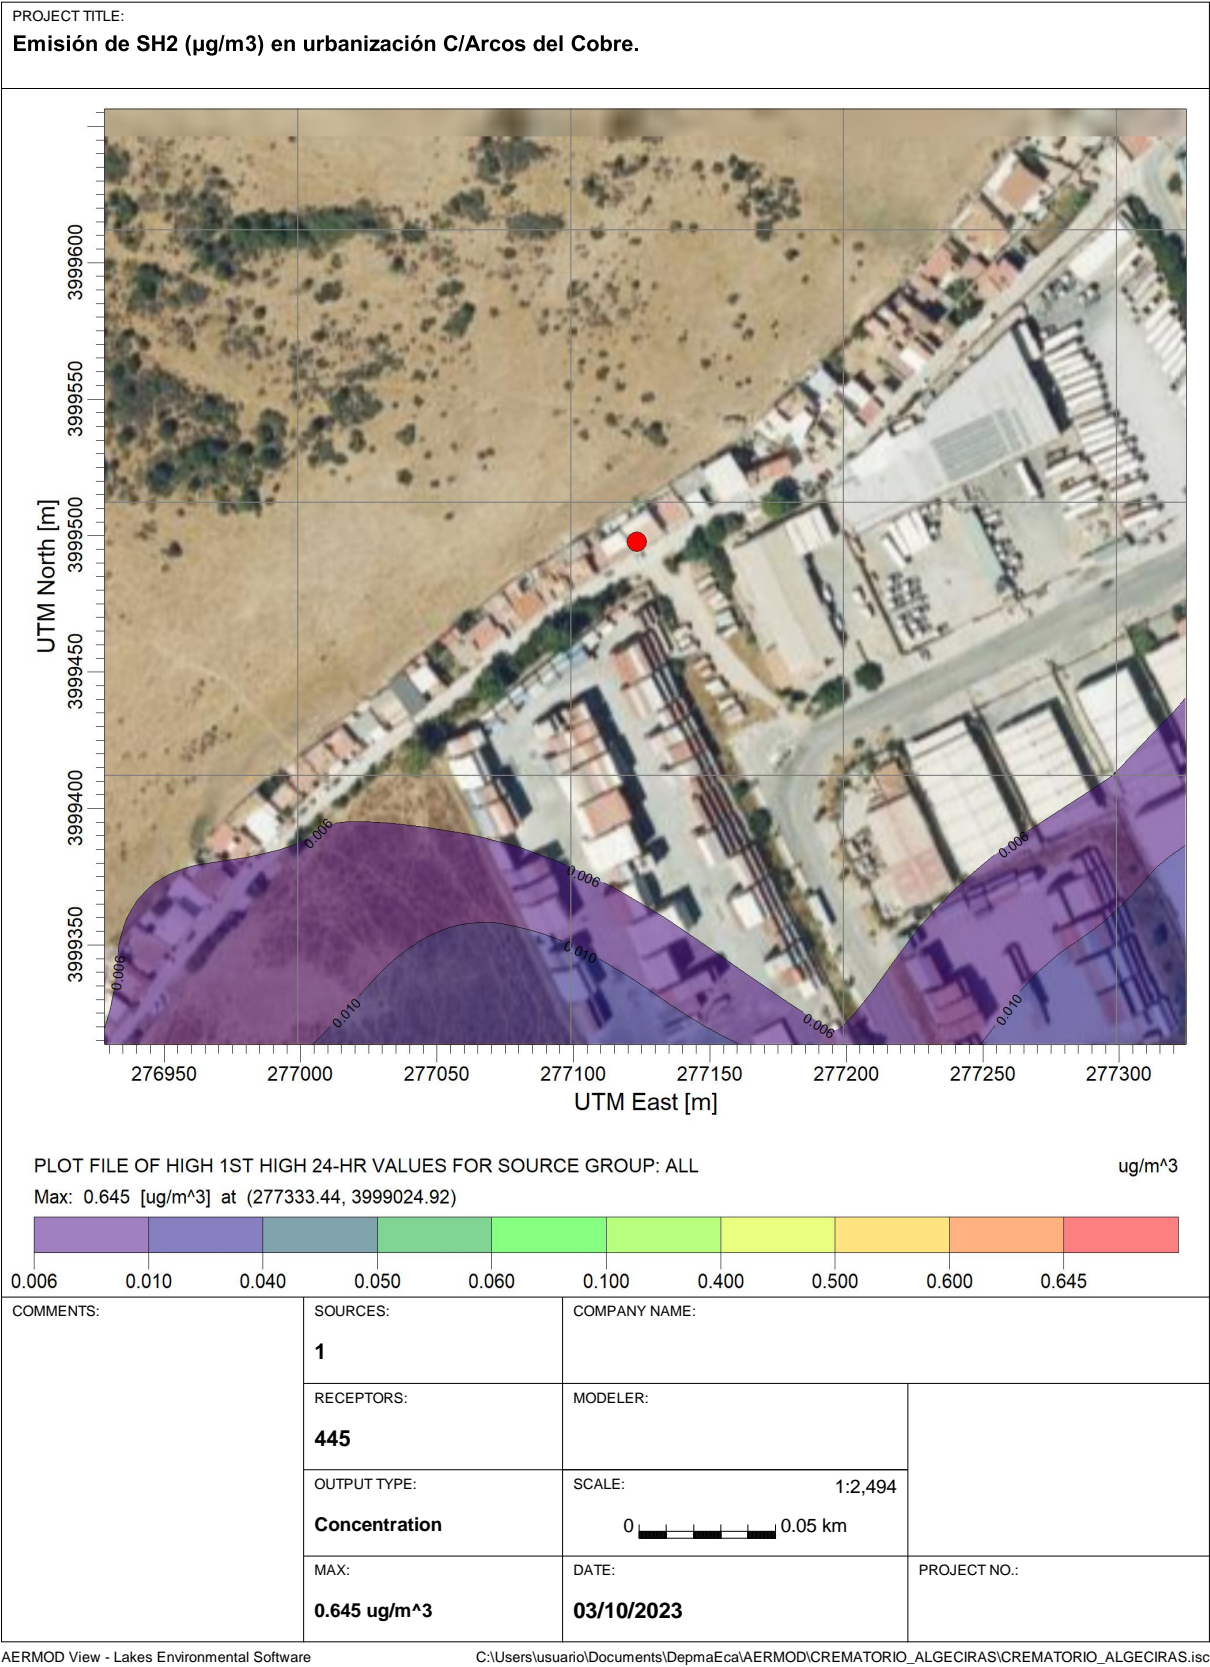 PROJECT TITLE:
Emisión de SH2 (µg/m3) en urbanización C/Arcos del Cobre.
UTM North [m]
3999600
3999550
3999500
3999450
3999400
3999350
0.006
0.006
0.006
0.006
0.006
0.010
0.010
0.010
276950 277000 277050 277100 277150 277200 277250 277300
UTM East [m]
PLOT FILE OF HIGH 1ST HIGH 24-HR VALUES FOR SOURCE GROUP: ALL ug/m^3
Max: 0.645 [ug/m^3] at (277333.44, 3999024.92)
0.006 0.010 0.040 0.050 0.060 0.100 0.400 0.500 0.600 0.645
COMMENTS:
SOURCES:
1
COMPANY NAME:
RECEPTORS:
445
MODELER:
OUTPUT TYPE:
Concentration
SCALE: 1:2,494
0 0.05 km
MAX:
0.645 ug/m^3
DATE:
03/10/2023
PROJECT NO.:
AERMOD View - Lakes Environmental Software C:\Users\usuario\Documents\DepmaEca\AERMOD\CREMATORIO_ALGECIRAS\CREMATORIO_ALGECIRAS.isc